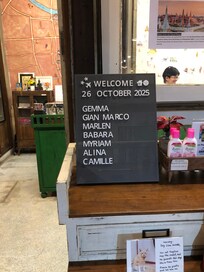 WELCOME
26 OCTOBER 2025
GEMMA
GIAN MARCO
MARLEN
BABARA
MYRIAM
ALINA
CAMILLE